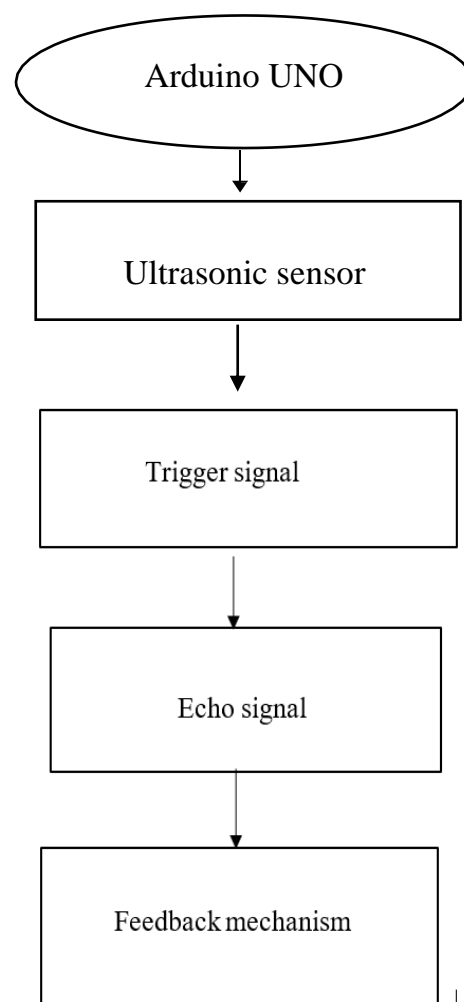 Arduino UNO
Ultrasonic sensor
Trigger signal
Echo signal
Feedback mechanism